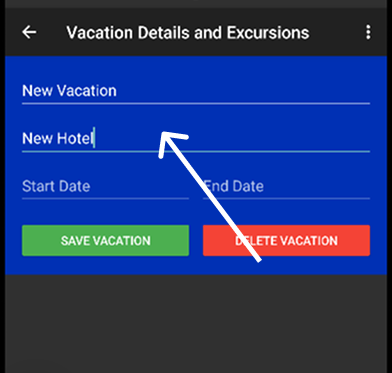 Vacation Details and Excursions
New Vacation
New Hotel
Start Date End Date
SAVE VACATION DELETE VACATION